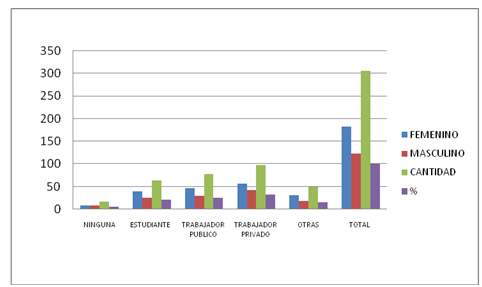 350
300
250
200
150
100
50
0
NINGUNA
ESTUDIANTE
TRABAJADOR PUBLICO
TRABAJADOR PRIVADO
OTRAS
TOTAL
FEMENINO
MASCULINO
CANTIDAD
%